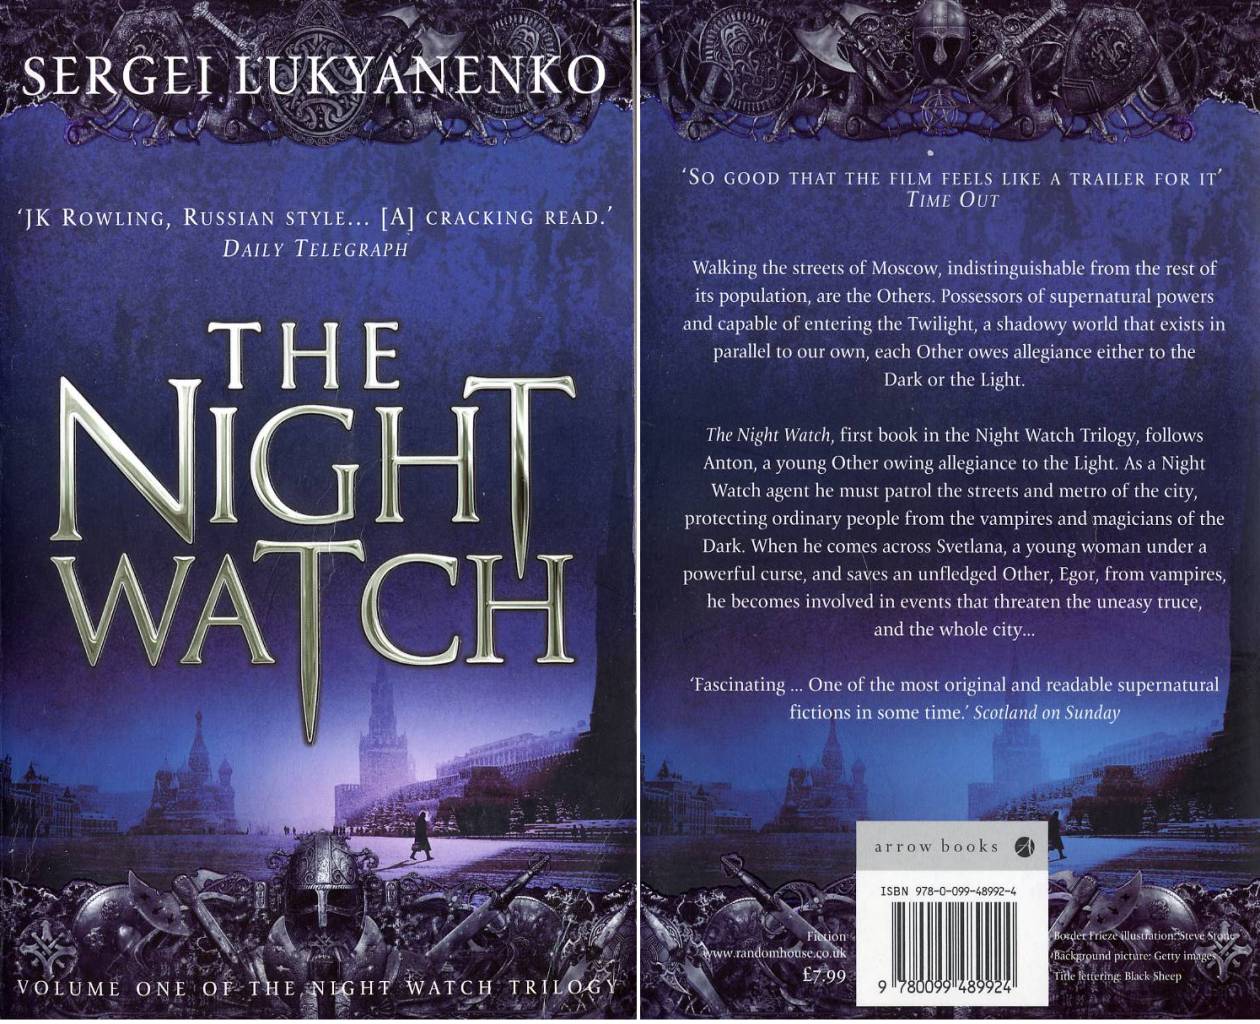 SERGEI LUKYANENKO
'JK ROWLING, RUSSIAN STYLE... [A] CRACKING READ.'
DAILY TELEGRAPH
THE
NIGHT
WATCH
VOLUME ONE OF THE NIGHT WATCH TRILOGY
'SO GOOD THAT THE FILM FEELS LIKE A TRAILER FOR IT'
TIME OUT
Walking the streets of Moscow, indistinguishable from the rest of
its population, are the Others. Possessors of supernatural powers
and capable of entering the Twilight, a shadowy world that exists in
parallel to our own, each Other owes allegiance either to the
Dark or the Light.
The Night Watch, first book in the Night Watch Trilogy, follows
Anton, a young Other owing allegiance to the Light. As a Night
Watch agent he must patrol the streets and metro of the city,
protecting ordinary people from the vampires and magicians of the
Dark. When he comes across Svetlana, a young woman under a
powerful curse, and saves an unfledged Other, Egor, from vampires,
he becomes involved in events that threaten the uneasy truce,
and the whole city...
'Fascinating ... One of the most original and readable supernatural
fictions in some time.' Scotland on Sunday
arrow books
ISBN 978-0-099-48992-4
9 780099 489924
Fiction
www.randomhouse.co.uk
£7.99
Border Frieze illustration: Steve Stone
Background picture: Getty images
Title lettering: Black Sheep